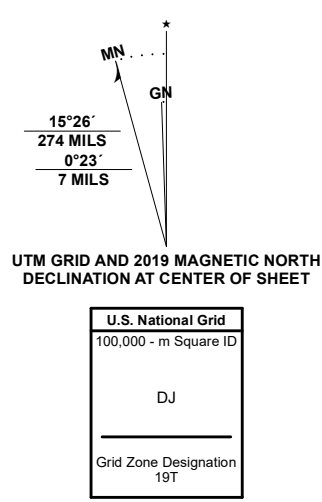 ★
MN
GN
15°26´
274 MILS
0°23´
7 MILS
UTM GRID AND 2019 MAGNETIC NORTH
DECLINATION AT CENTER OF SHEET
U.S. National Grid
100,000 - m Square ID
DJ
Grid Zone Designation
19T